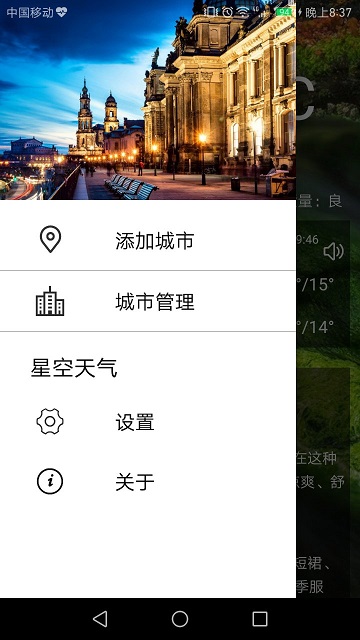 中国移动 94 晚上8:37
C
量：良
添加城市
9:46
城市管理
/15°
/14°
星空天气
设置
在这种
凉爽、舒
关于
短裙、
季服